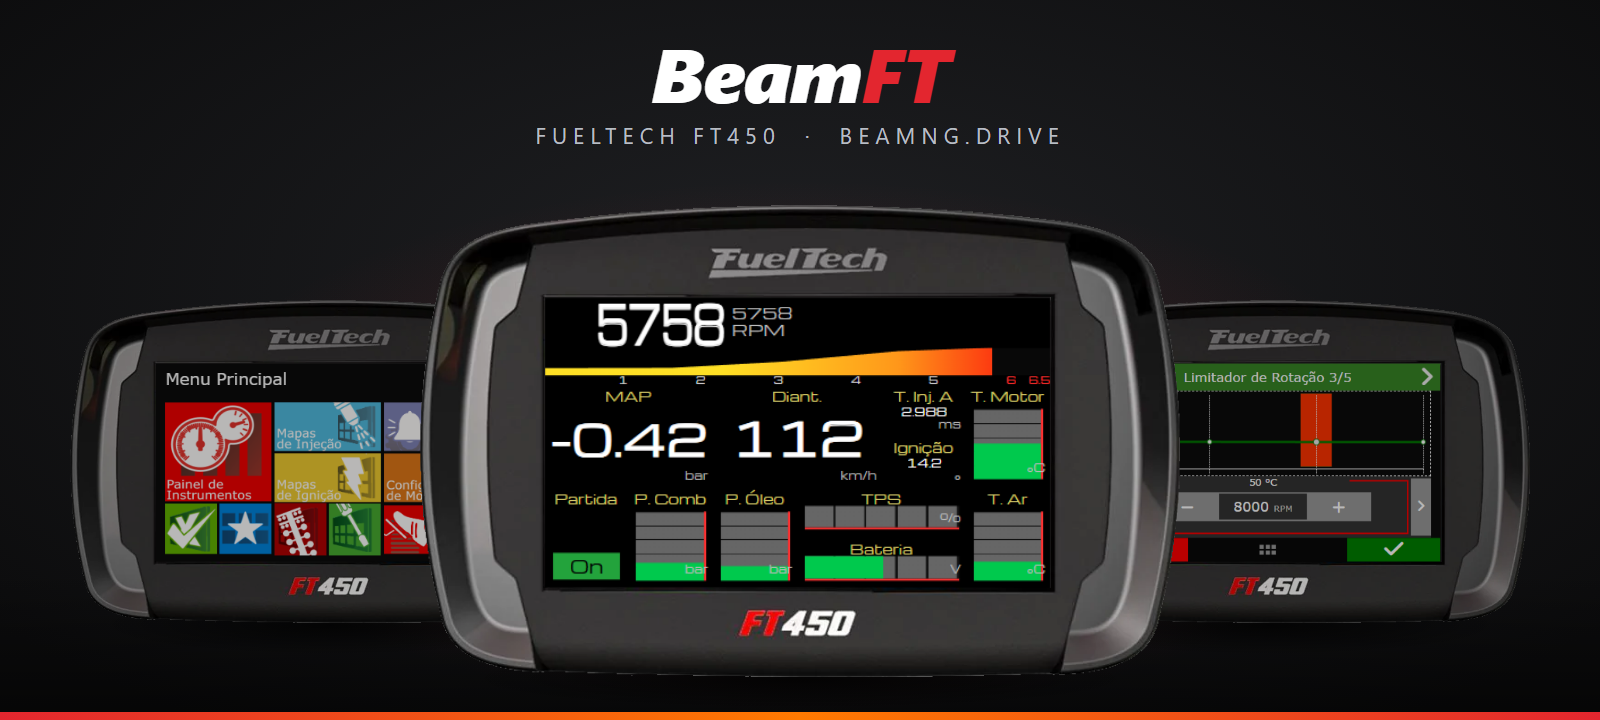 BeamFT
FUELTECH FT450 · BEAMNG.DRIVE
FuelTech
Menu Principal
Mapas
de Injeção
Painel de
Instrumentos
Mapas
de Ignição
FT450
FuelTech
5758
5758
RPM
1 2 3 4 5 6 6.5
MAP
-0.42
bar
Diant.
112
km/h
T. Inj. A
2.988
ms
Ignição
14.2
°
T. Motor
°C
Partida
On
P. Comb
bar
P. Óleo
bar
TPS
%
Bateria
V
T. Ar
°C
FT450
FuelTech
Limitador de Rotação 3/5
50 ºC
− 8000 RPM +
FT450